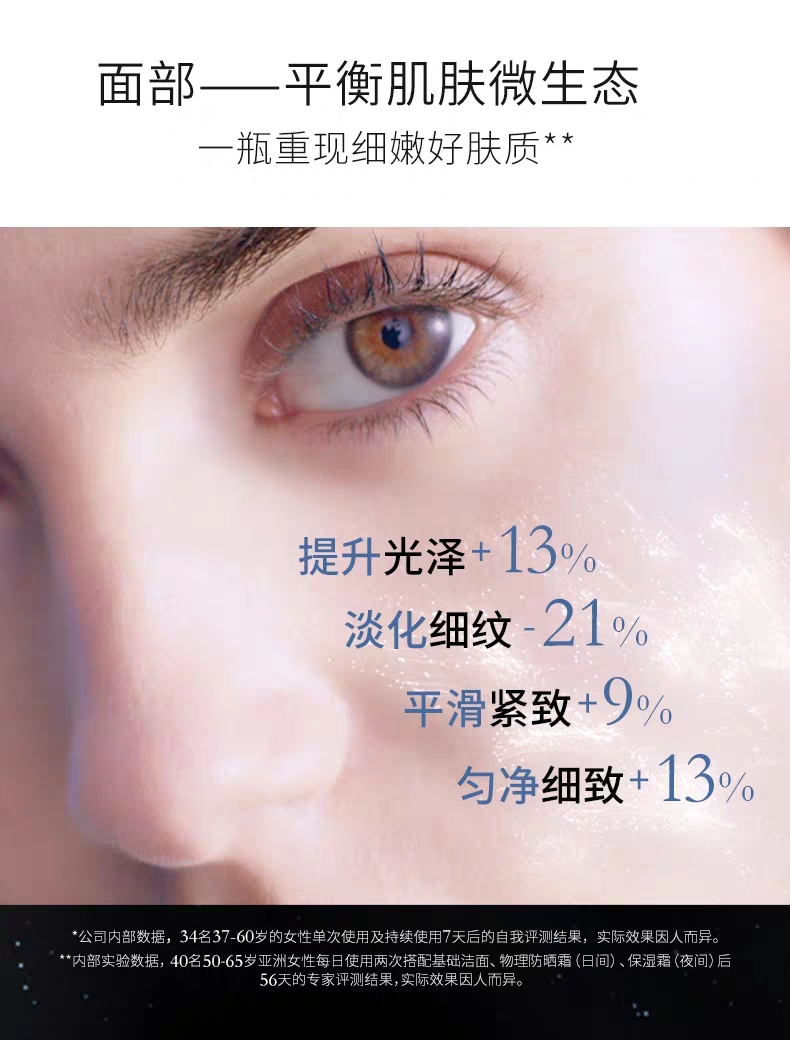 面部——平衡肌肤微生态
一瓶重现细嫩好肤质**
提升光泽+13%
淡化细纹-21%
平滑紧致+9%
匀净细致+13%
*公司内部数据，34名37-60岁的女性单次使用及持续使用7天后的自我评测结果，实际效果因人而异。
**内部实验数据，40名50-65岁亚洲女性每日使用两次搭配基础洁面、物理防晒霜（日间）、保湿霜（夜间）后
56天的专家评测结果，实际效果因人而异。